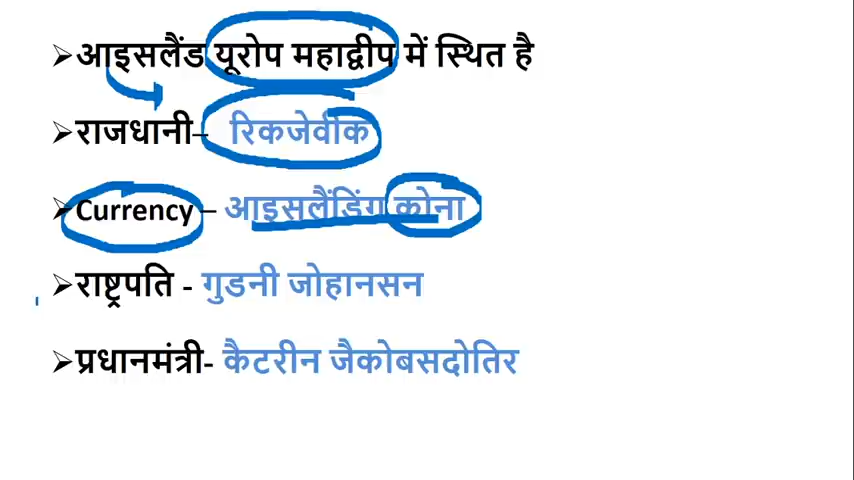 ➢आइसलैंड यूरोप महाद्वीप में स्थित है
➢राजधानी– रिकजेवीक
➢Currency – आइसलैंडिंग कोना
➢राष्ट्रपति - गुडनी जोहानसन
➢प्रधानमंत्री- कैटरीन जैकोबसदोतिर